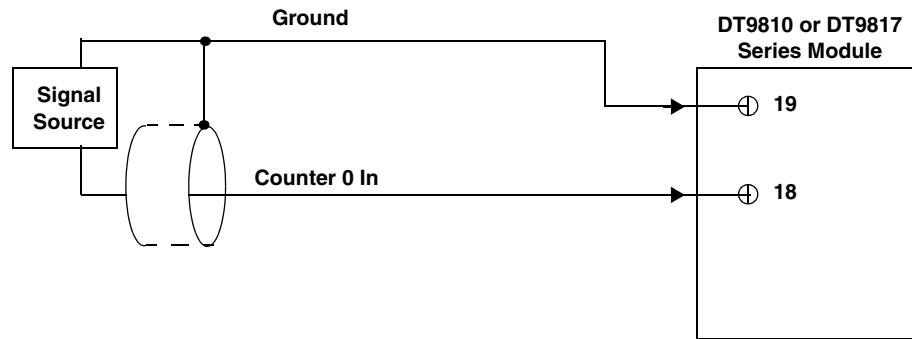 Ground
DT9810 or DT9817
Series Module
Signal
Source
19
Counter 0 In
18